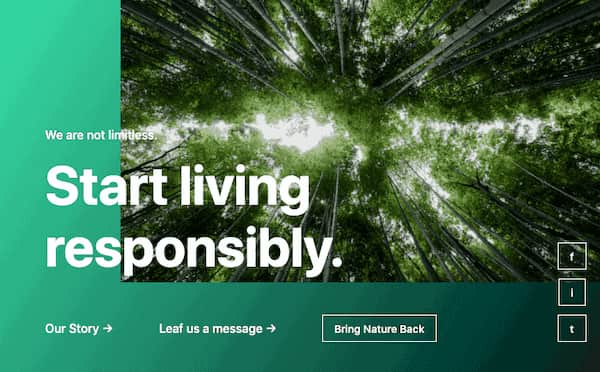 We are not limitless.
Start living
responsibly.
f
i
t
Our Story →
Leaf us a message →
Bring Nature Back